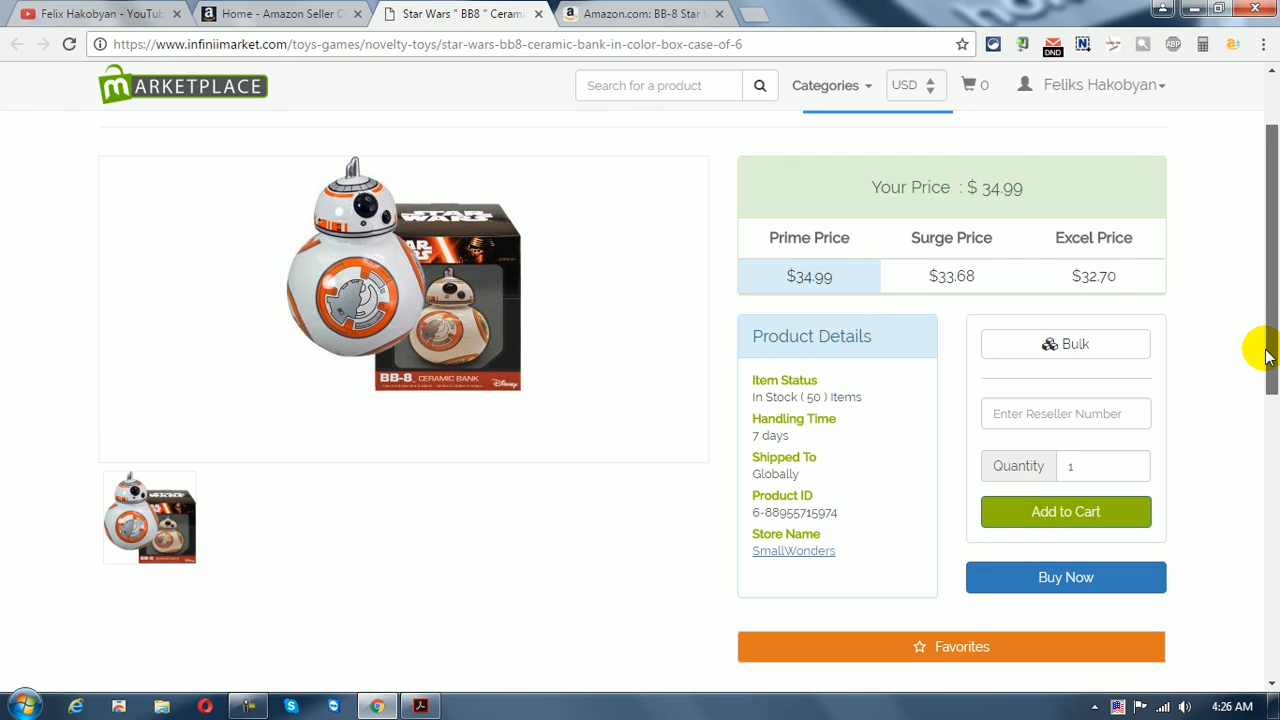 Felix Hakobyan - YouTub
Home - Amazon Seller C
Star Wars " BB8 " Ceram
Amazon.com: BB-8 Star
https://www.infiniimarket.com/toys-games/novelty-toys/star-wars-bb8-ceramic-bank-in-color-box-case-of-6
DND
ABP
mARKETPLACE
Search for a product
Categories
USD
0
Feliks Hakobyan
STAR WARS
BB-8 CERAMIC BANK
Disney
Your Price : $ 34.99
Prime Price Surge Price Excel Price
$34.99 $33.68 $32.70
Product Details
Item Status
In Stock ( 50 ) Items
Handling Time
7 days
Shipped To
Globally
Product ID
6-88955715974
Store Name
SmallWonders
Bulk
Enter Reseller Number
Quantity 1
Add to Cart
Buy Now
Favorites
4:26 AM